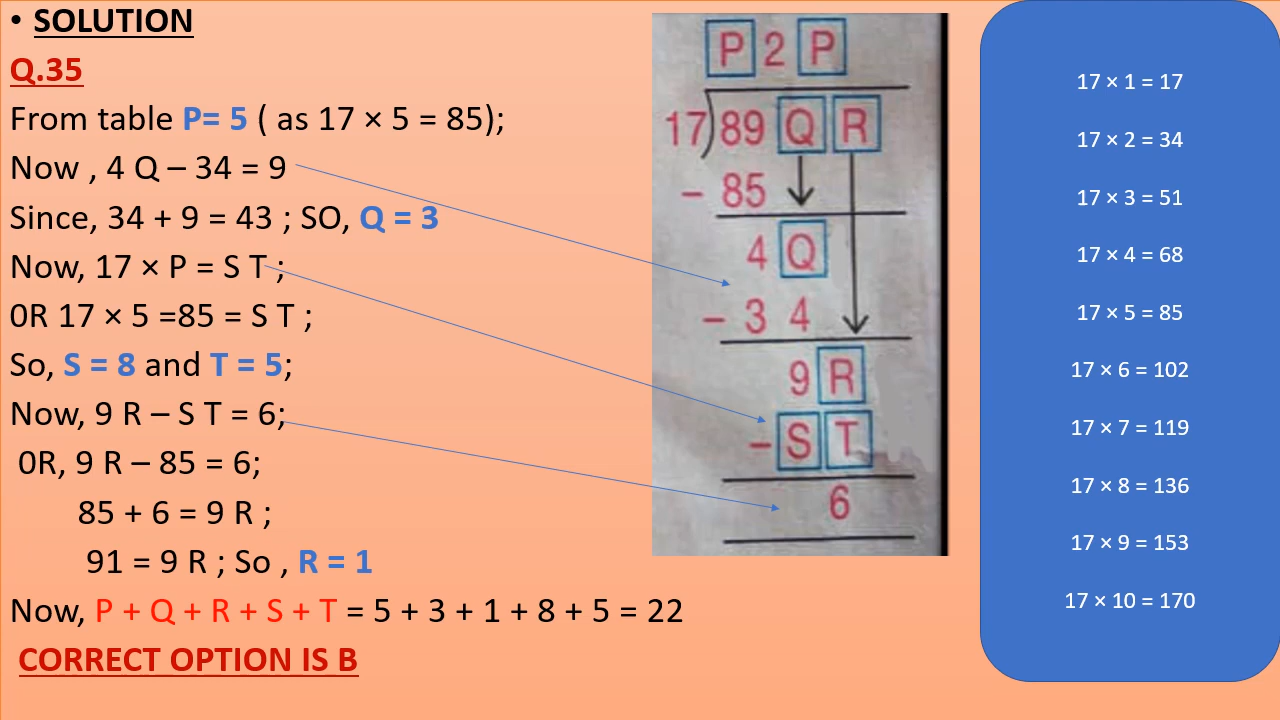 • SOLUTION
Q.35
From table P= 5 ( as 17 × 5 = 85);
Now , 4 Q – 34 = 9
Since, 34 + 9 = 43 ; SO, Q = 3
Now, 17 × P = S T ;
0R 17 × 5 =85 = S T ;
So, S = 8 and T = 5;
Now, 9 R – S T = 6;
0R, 9 R – 85 = 6;
85 + 6 = 9 R ;
91 = 9 R ; So , R = 1
Now, P + Q + R + S + T = 5 + 3 + 1 + 8 + 5 = 22
CORRECT OPTION IS B
P 2 P
17)89 Q R
– 85
4 Q
– 3 4
9 R
– S T
6
17 × 1 = 17
17 × 2 = 34
17 × 3 = 51
17 × 4 = 68
17 × 5 = 85
17 × 6 = 102
17 × 7 = 119
17 × 8 = 136
17 × 9 = 153
17 × 10 = 170